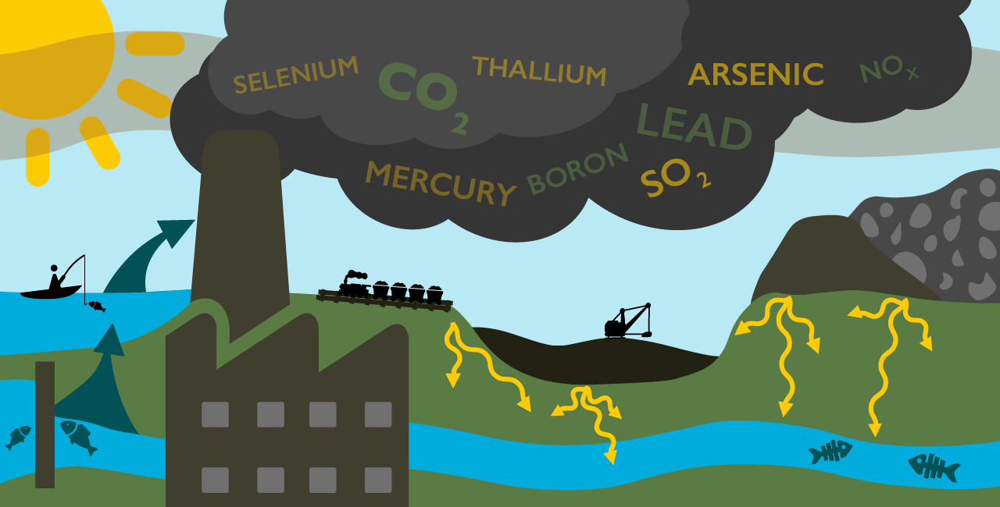 SELENIUM
CO2
THALLIUM
ARSENIC
NOx
LEAD
MERCURY
BORON
SO2